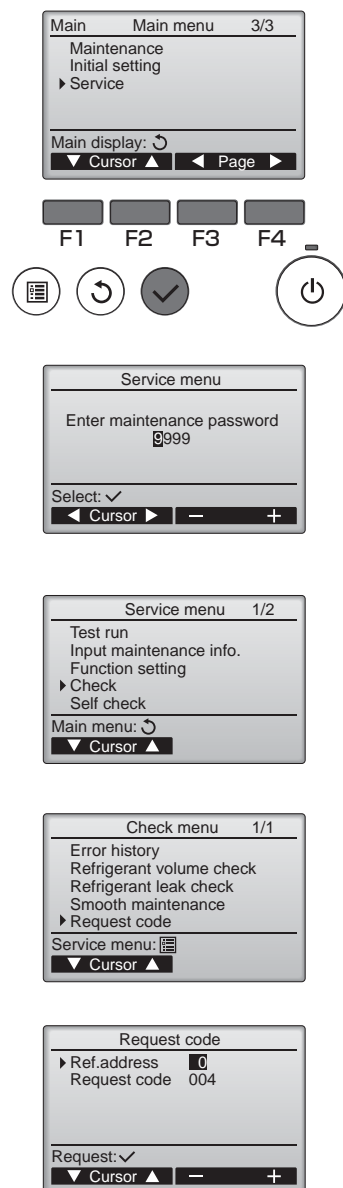 Main Main menu 3/3
Maintenance
Initial setting
Service
Main display:
Cursor Page
F1 F2 F3 F4
Service menu
Enter maintenance password
9999
Select:
Cursor − +
Service menu 1/2
Test run
Input maintenance info.
Function setting
Check
Self check
Main menu:
Cursor
Check menu 1/1
Error history
Refrigerant volume check
Refrigerant leak check
Smooth maintenance
Request code
Service menu:
Cursor
Request code
Ref.address 0
Request code 004
Request:
Cursor − +